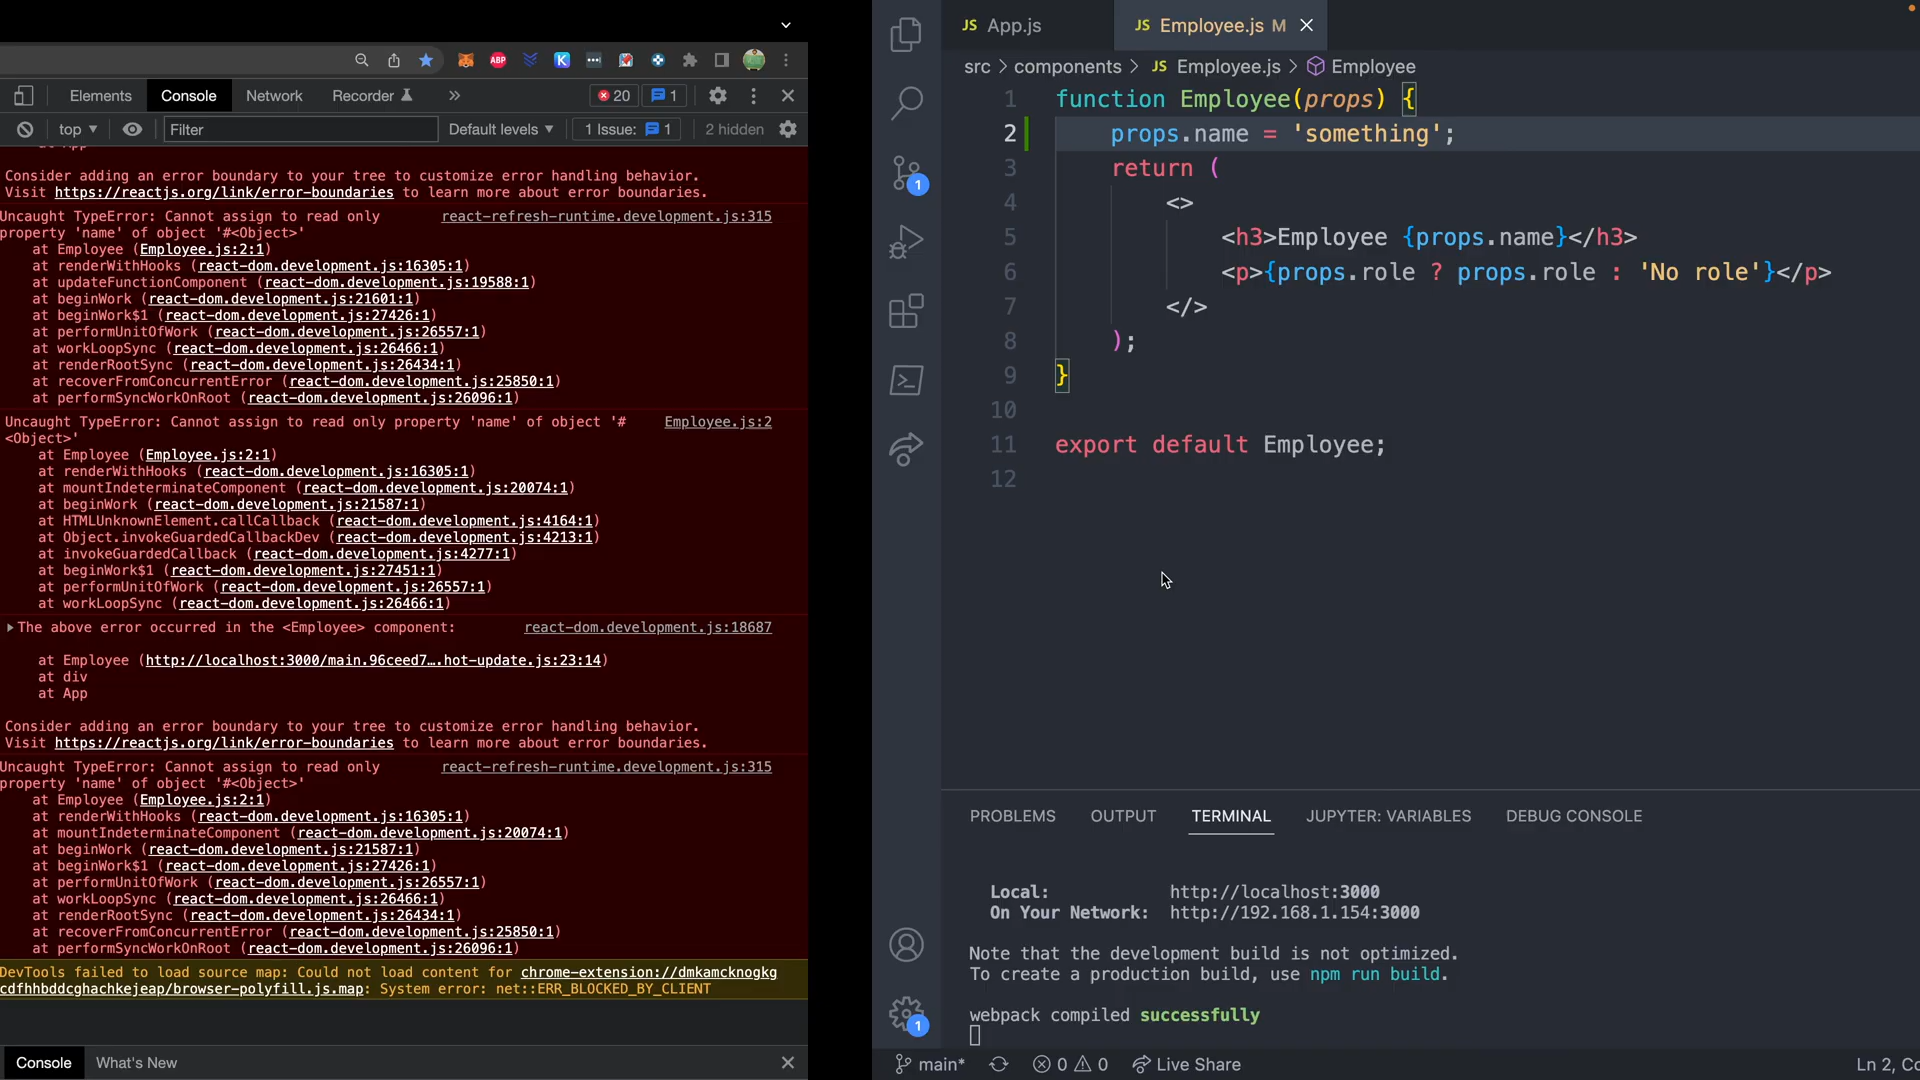 ABP
K
Elements
Console
Network
Recorder
»
20
1
top ▼
Filter
Default levels ▼
1 Issue: 1
2 hidden
Consider adding an error boundary to your tree to customize error handling behavior.
Visit https://reactjs.org/link/error-boundaries to learn more about error boundaries.
Uncaught TypeError: Cannot assign to read only react-refresh-runtime.development.js:315
property 'name' of object '#<Object>'
at Employee (Employee.js:2:1)
at renderWithHooks (react-dom.development.js:16305:1)
at updateFunctionComponent (react-dom.development.js:19588:1)
at beginWork (react-dom.development.js:21601:1)
at beginWork$1 (react-dom.development.js:27426:1)
at performUnitOfWork (react-dom.development.js:26557:1)
at workLoopSync (react-dom.development.js:26466:1)
at renderRootSync (react-dom.development.js:26434:1)
at recoverFromConcurrentError (react-dom.development.js:25850:1)
at performSyncWorkOnRoot (react-dom.development.js:26096:1)
Uncaught TypeError: Cannot assign to read only property 'name' of object '# Employee.js:2
<Object>'
at Employee (Employee.js:2:1)
at renderWithHooks (react-dom.development.js:16305:1)
at mountIndeterminateComponent (react-dom.development.js:20074:1)
at beginWork (react-dom.development.js:21587:1)
at HTMLUnknownElement.callCallback (react-dom.development.js:4164:1)
at Object.invokeGuardedCallbackDev (react-dom.development.js:4213:1)
at invokeGuardedCallback (react-dom.development.js:4277:1)
at beginWork$1 (react-dom.development.js:27451:1)
at performUnitOfWork (react-dom.development.js:26557:1)
at workLoopSync (react-dom.development.js:26466:1)
The above error occurred in the <Employee> component: react-dom.development.js:18687
at Employee (http://localhost:3000/main.96ceed7….hot-update.js:23:14)
at div
at App
Consider adding an error boundary to your tree to customize error handling behavior.
Visit https://reactjs.org/link/error-boundaries to learn more about error boundaries.
Uncaught TypeError: Cannot assign to read only react-refresh-runtime.development.js:315
property 'name' of object '#<Object>'
at Employee (Employee.js:2:1)
at renderWithHooks (react-dom.development.js:16305:1)
at mountIndeterminateComponent (react-dom.development.js:20074:1)
at beginWork (react-dom.development.js:21587:1)
at beginWork$1 (react-dom.development.js:27426:1)
at performUnitOfWork (react-dom.development.js:26557:1)
at workLoopSync (react-dom.development.js:26466:1)
at renderRootSync (react-dom.development.js:26434:1)
at recoverFromConcurrentError (react-dom.development.js:25850:1)
at performSyncWorkOnRoot (react-dom.development.js:26096:1)
DevTools failed to load source map: Could not load content for chrome-extension://dmkamcknogkg
cdfhhbddcghachkejeap/browser-polyfill.js.map: System error: net::ERR_BLOCKED_BY_CLIENT
Console
What's New
JS App.js
JS Employee.js M
src > components > JS Employee.js > Employee
1 function Employee(props) {
2 props.name = 'something';
3 return (
4 <>
5 <h3>Employee {props.name}</h3>
6 <p>{props.role ? props.role : 'No role'}</p>
7 </>
8 );
9 }
10
11 export default Employee;
12
1
1
PROBLEMS
OUTPUT
TERMINAL
JUPYTER: VARIABLES
DEBUG CONSOLE
Local: http://localhost:3000
On Your Network: http://192.168.1.154:3000
Note that the development build is not optimized.
To create a production build, use npm run build.
webpack compiled successfully
main*
0
0
Live Share
Ln 2,